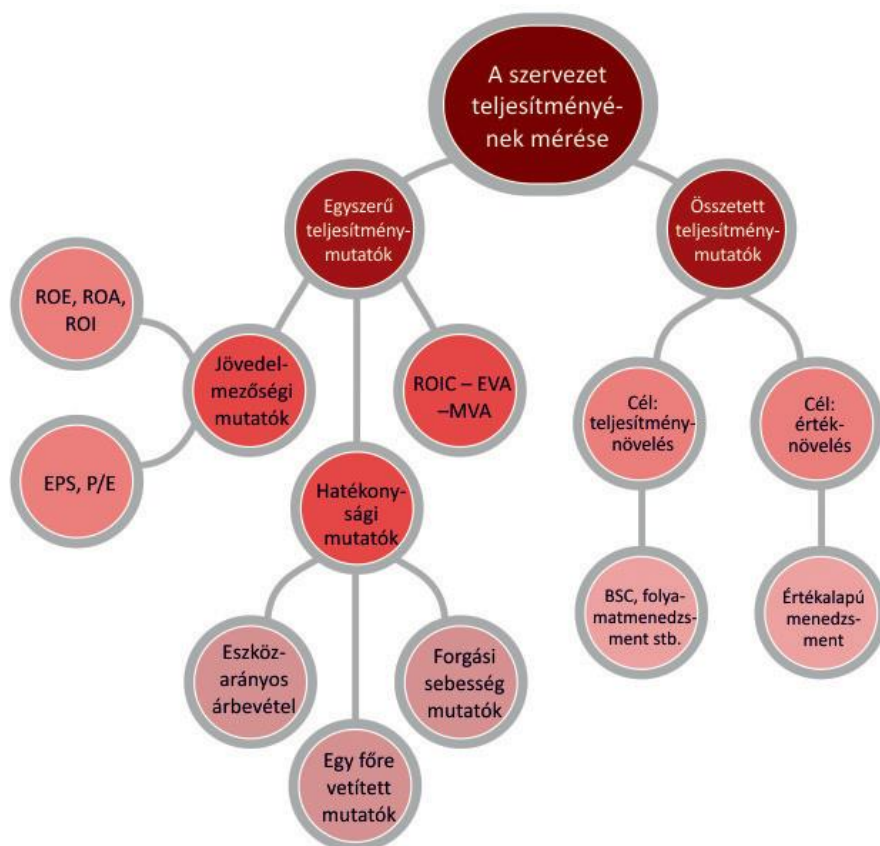 A szervezet
teljesítményé-
nek mérése
Egyszerű
teljesítmény-
mutatók
Összetett
teljesítmény-
mutatók
ROE, ROA,
ROI
Jövedel-
mezőségi
mutatók
ROIC – EVA
–MVA
Cél:
teljesítmény-
növelés
Cél:
érték-
növelés
EPS, P/E
Hatékony-
sági
mutatók
BSC, folya-
matmenedzs-
ment stb.
Értékalapú
menedzs-
ment
Eszköz-
arányos
árbevétel
Forgási
sebesség
mutatók
Egy főre
vetített
mutatók